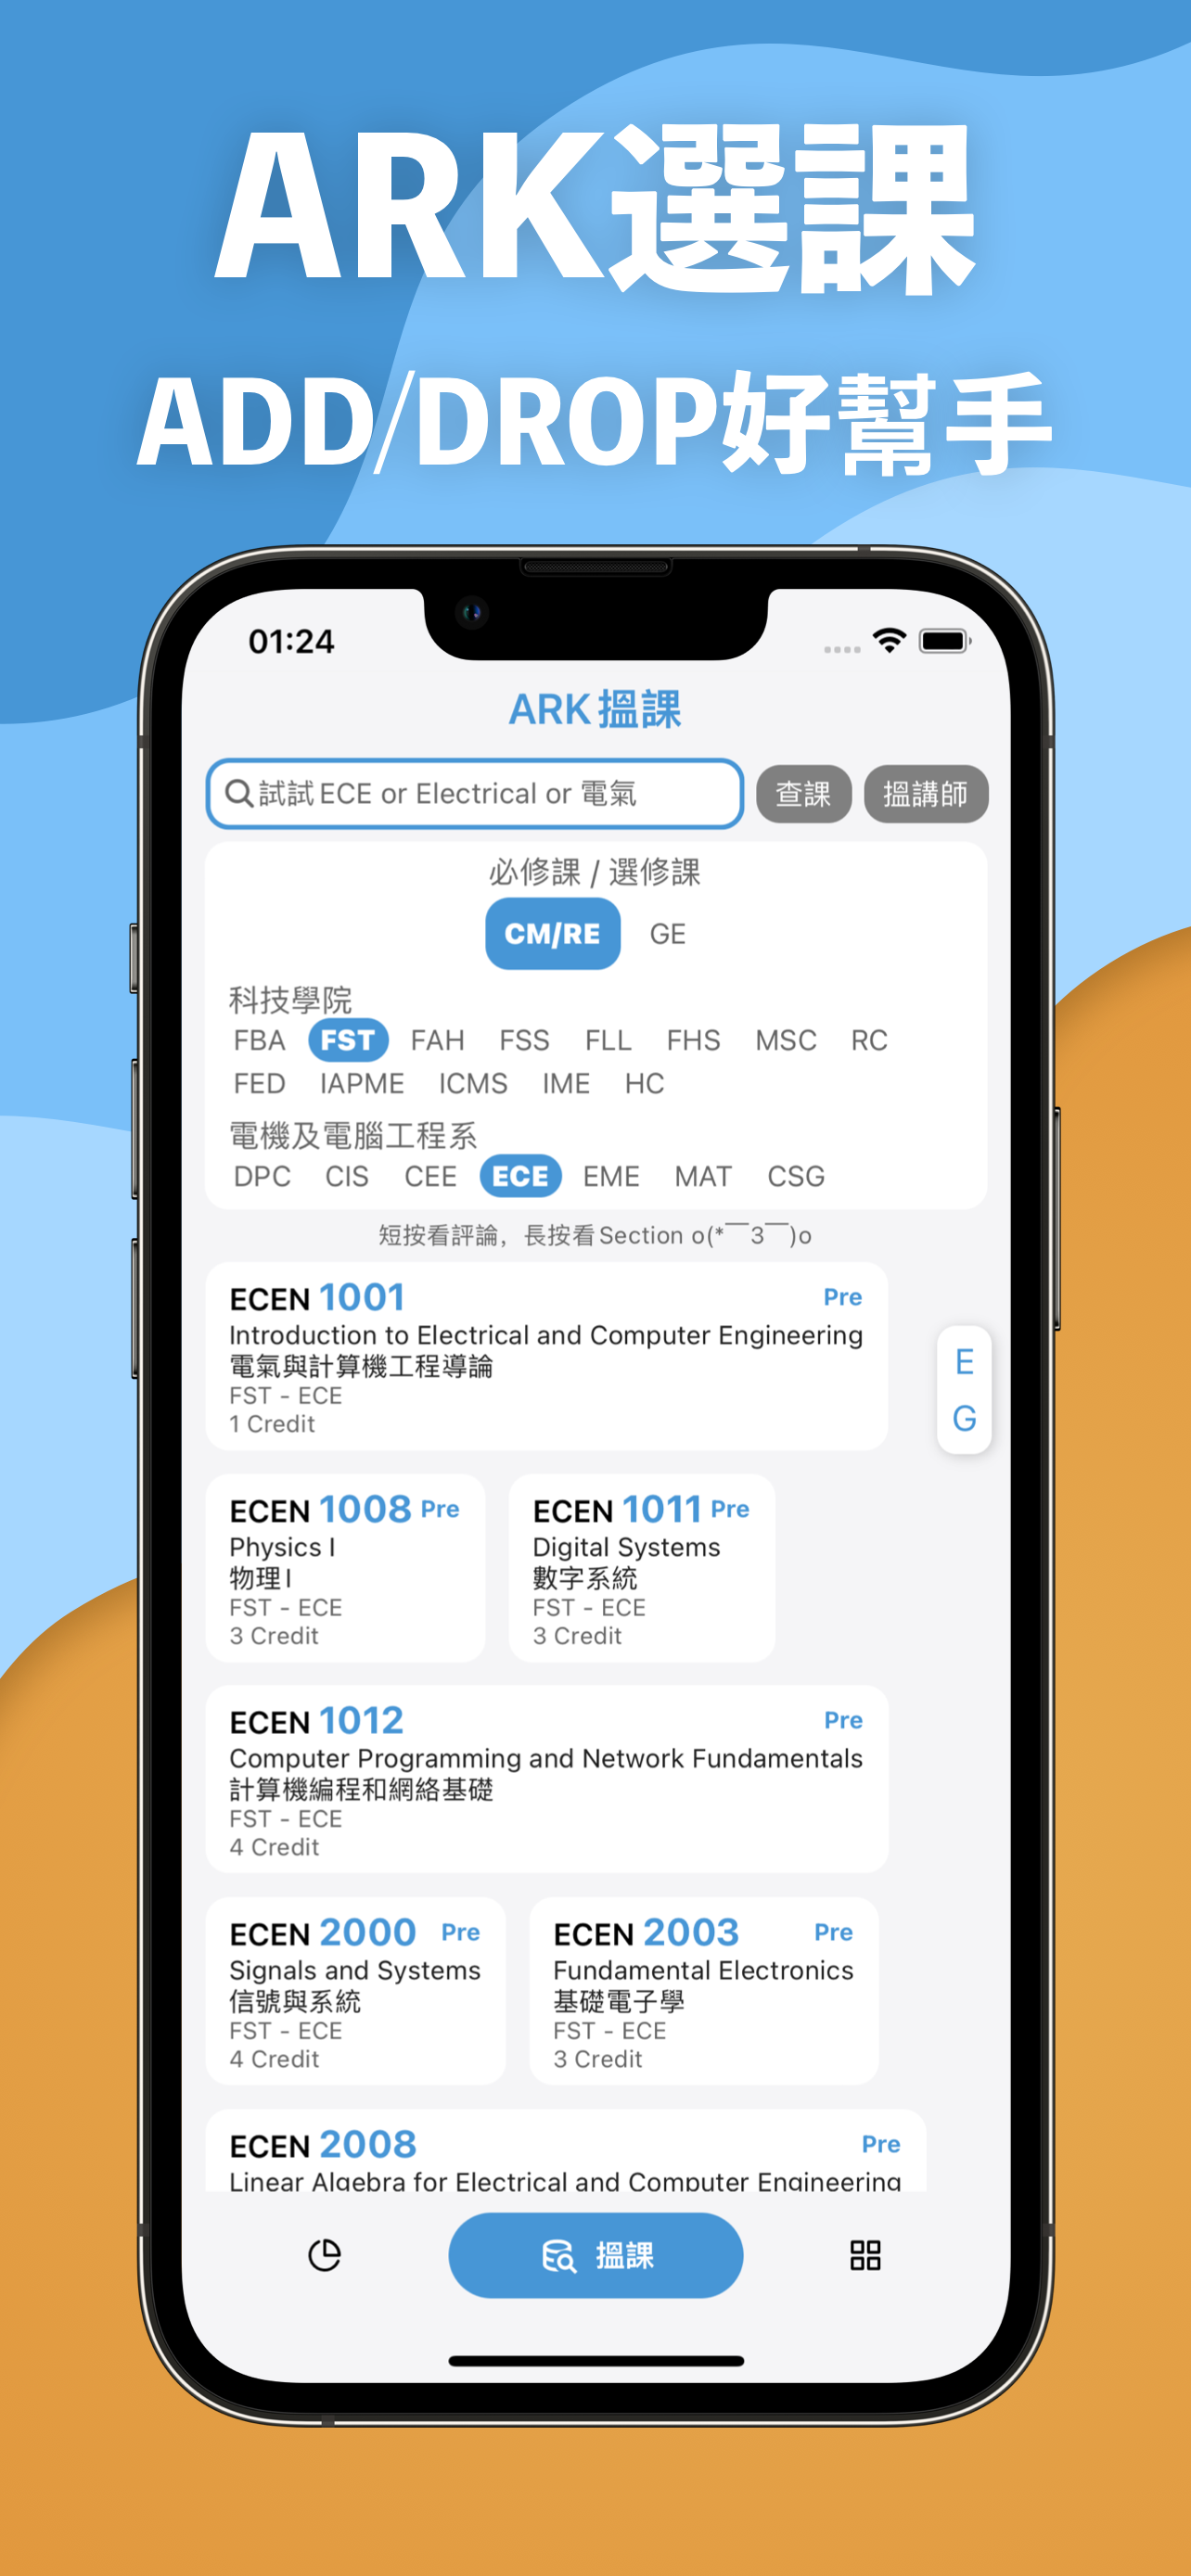 ARK選課
ADD/DROP好幫手
01:24
ARK搵課
試試ECE or Electrical or 電氣
查課
搵講師
必修課 / 選修課
CM/RE GE
科技學院
FBA FST FAH FSS FLL FHS MSC RC
FED IAPME ICMS IME HC
電機及電腦工程系
DPC CIS CEE ECE EME MAT CSG
短按看評論，長按看Section o(*￣3￣)o
ECEN 1001 Pre
Introduction to Electrical and Computer Engineering
電氣與計算機工程導論
FST - ECE
1 Credit
E
G
ECEN 1008 Pre
Physics I
物理I
FST - ECE
3 Credit
ECEN 1011 Pre
Digital Systems
數字系統
FST - ECE
3 Credit
ECEN 1012 Pre
Computer Programming and Network Fundamentals
計算機編程和網絡基礎
FST - ECE
4 Credit
ECEN 2000 Pre
Signals and Systems
信號與系統
FST - ECE
4 Credit
ECEN 2003 Pre
Fundamental Electronics
基礎電子學
FST - ECE
3 Credit
ECEN 2008 Pre
Linear Algebra for Electrical and Computer Engineering
搵課